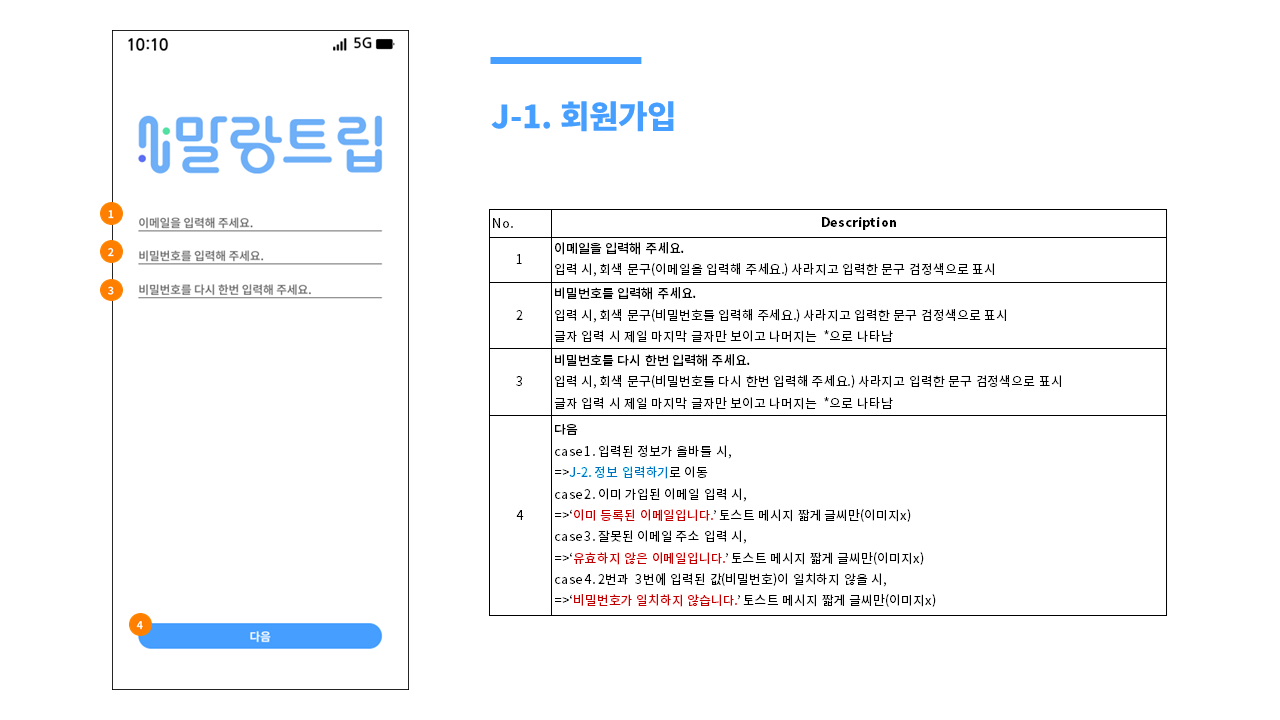 10:10
5G
말랑트립
1
이메일을 입력해 주세요.
2
비밀번호를 입력해 주세요.
3
비밀번호를 다시 한번 입력해 주세요.
4
다음
J-1. 회원가입
No.
Description
1
이메일을 입력해 주세요.
입력 시, 회색 문구(이메일을 입력해 주세요.) 사라지고 입력한 문구 검정색으로 표시
2
비밀번호를 입력해 주세요.
입력 시, 회색 문구(비밀번호를 입력해 주세요.) 사라지고 입력한 문구 검정색으로 표시
글자 입력 시 제일 마지막 글자만 보이고 나머지는 *으로 나타남
3
비밀번호를 다시 한번 입력해 주세요.
입력 시, 회색 문구(비밀번호를 다시 한번 입력해 주세요.) 사라지고 입력한 문구 검정색으로 표시
글자 입력 시 제일 마지막 글자만 보이고 나머지는 *으로 나타남
4
다음
case1. 입력된 정보가 올바를 시,
=>J-2. 정보 입력하기로 이동
case2. 이미 가입된 이메일 입력 시,
=>‘이미 등록된 이메일입니다.’ 토스트 메시지 짧게 글씨만(이미지x)
case3. 잘못된 이메일 주소 입력 시,
=>‘유효하지 않은 이메일입니다.’ 토스트 메시지 짧게 글씨만(이미지x)
case4. 2번과 3번에 입력된 값(비밀번호)이 일치하지 않을 시,
=>‘비밀번호가 일치하지 않습니다.’ 토스트 메시지 짧게 글씨만(이미지x)